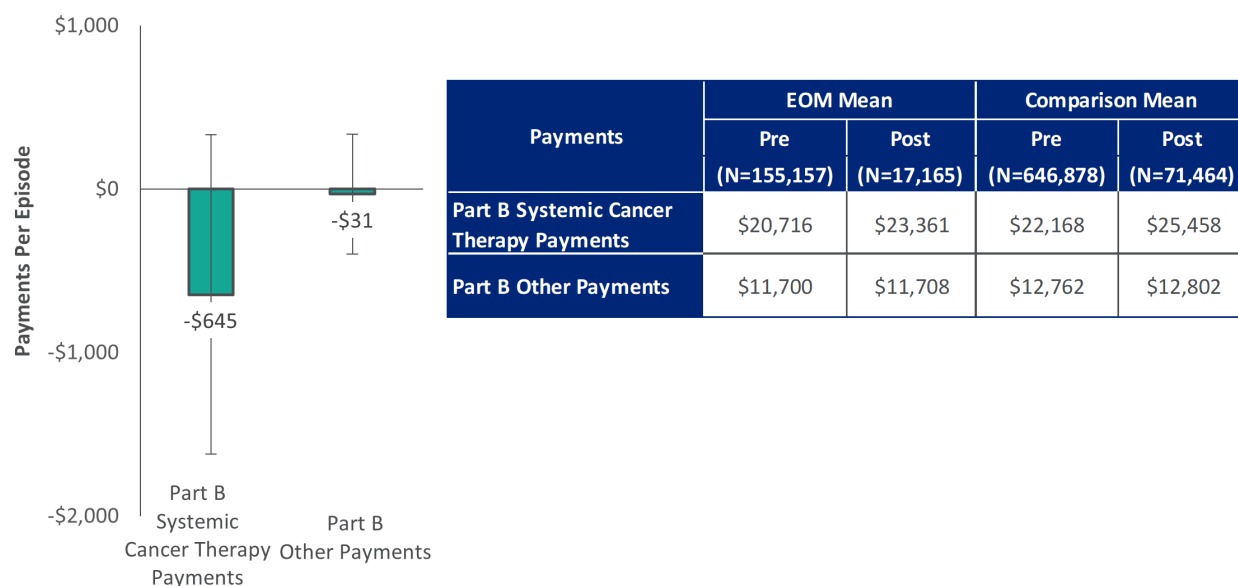 $1,000
$0
-$1,000
-$2,000
Payments Per Episode
-$645
-$31
Part B
Systemic
Cancer Therapy
Payments
Part B
Other Payments
Payments
EOM Mean
Comparison Mean
Pre
Post
Pre
Post
(N=155,157)
(N=17,165)
(N=646,878)
(N=71,464)
Part B Systemic Cancer
Therapy Payments
$20,716
$23,361
$22,168
$25,458
Part B Other Payments
$11,700
$11,708
$12,762
$12,802